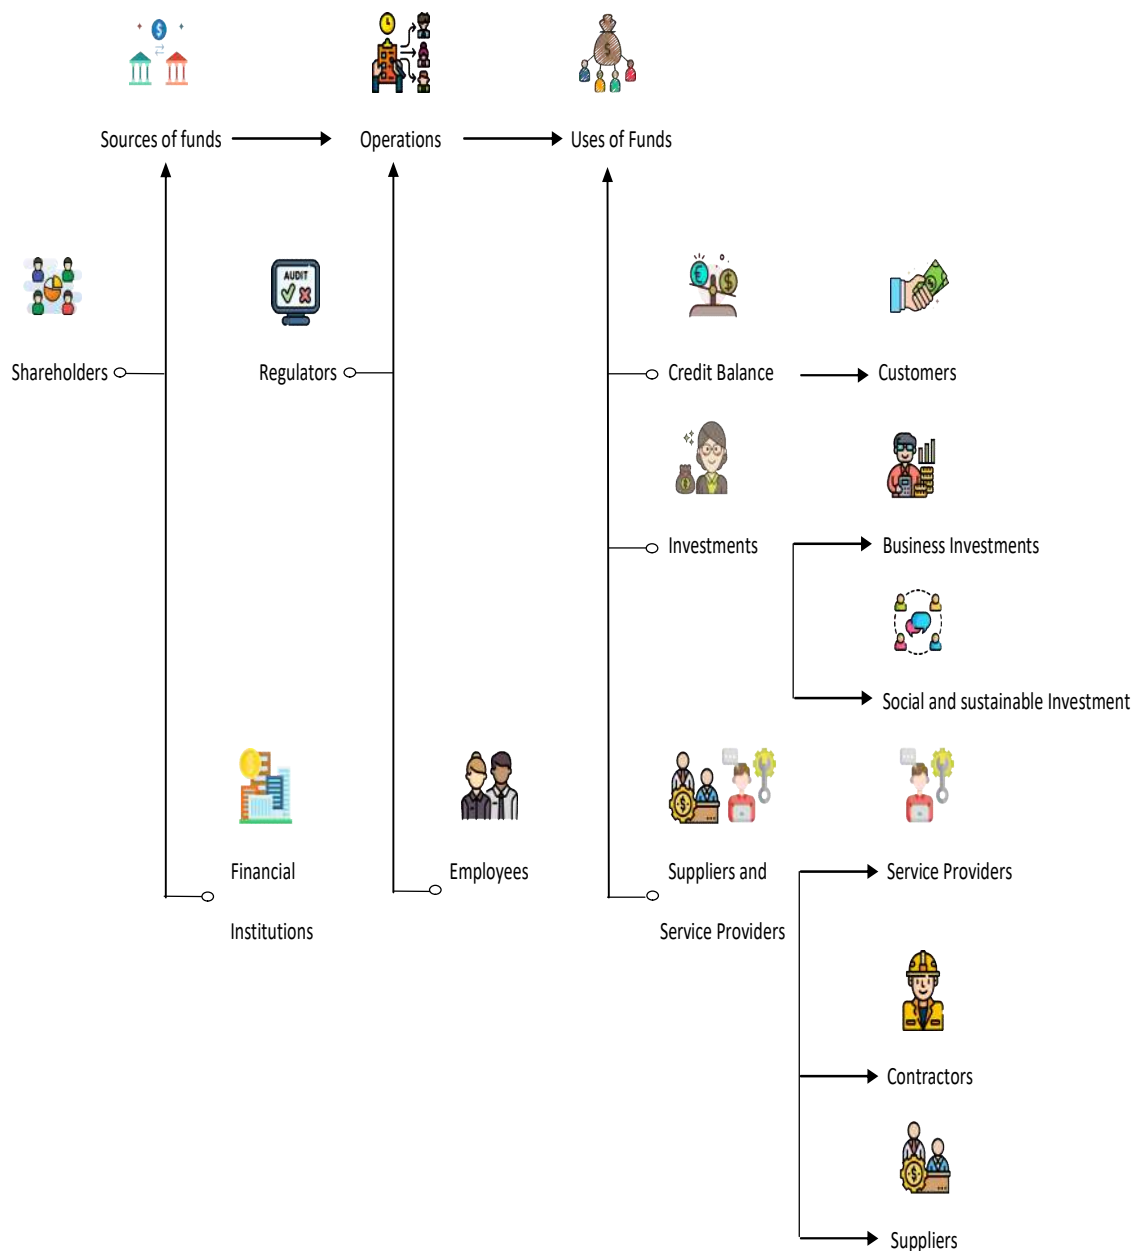 Sources of funds
Operations
Uses of Funds
AUDIT
Shareholders
Regulators
Credit Balance
Customers
Investments
Business Investments
Social and sustainable Investment
Financial
Institutions
Employees
Suppliers and
Service Providers
Service Providers
Contractors
Suppliers